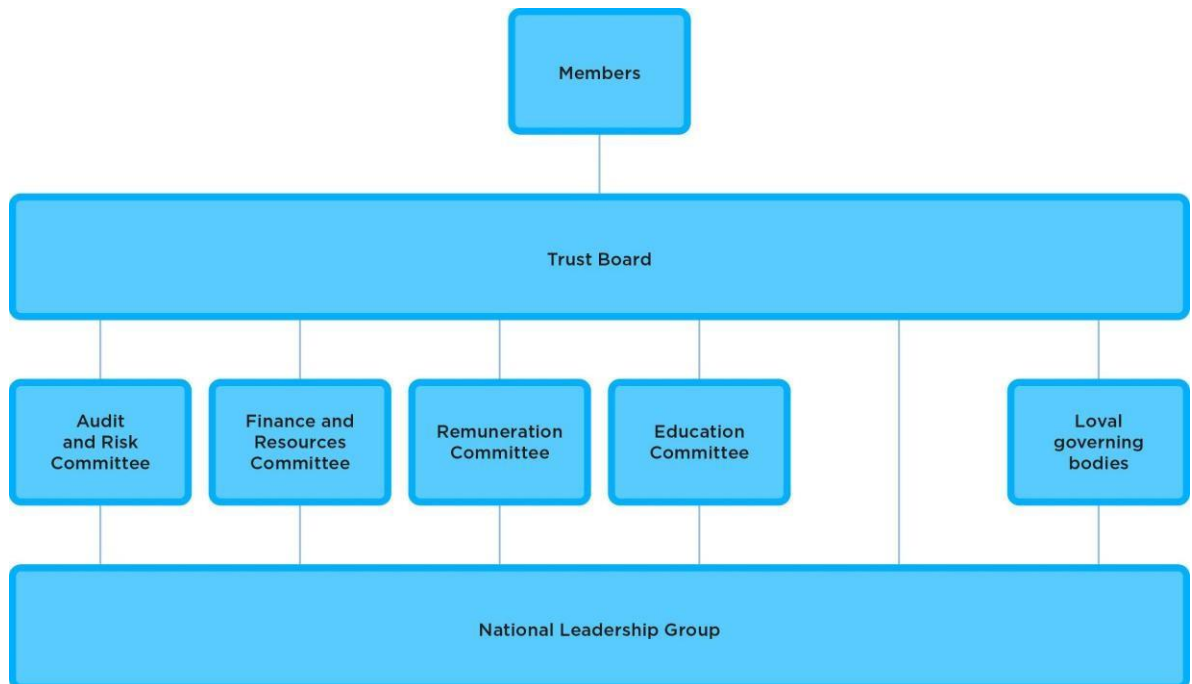 Members
Trust Board
Audit
and Risk
Committee
Finance and
Resources
Committee
Remuneration
Committee
Education
Committee
Loval
governing
bodies
National Leadership Group